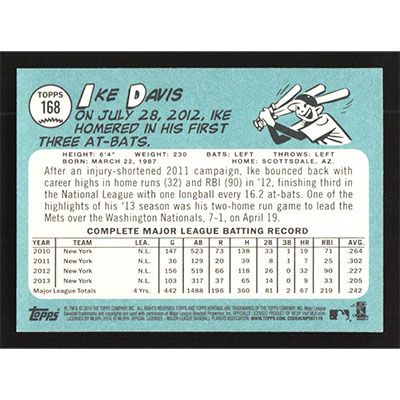 TOPPS
168
IKE DAVIS
ON JULY 28, 2012, IKE
HOMERED IN HIS FIRST
THREE AT-BATS.
HEIGHT: 6'4" WEIGHT: 230 BATS: LEFT THROWS: LEFT
BORN: MARCH 22, 1987 HOME: SCOTTSDALE, AZ.
After an injury-shortened 2011 campaign, Ike bounced back with
career highs in home runs (32) and RBI (90) in '12, finishing third in
the National League with one longball every 16.2 at-bats. One of the
highlights of his '13 season was his two-home run game to lead the
Mets over the Washington Nationals, 7-1, on April 19.
COMPLETE MAJOR LEAGUE BATTING RECORD
YEAR TEAM LEA. G AB R H 2B 3B HR RBI AVG.
2010 New York N.L. 147 523 73 138 33 1 19 71 .264
2011 New York N.L. 36 129 20 39 8 1 7 25 .302
2012 New York N.L. 156 519 66 118 26 0 32 90 .227
2013 New York N.L. 103 317 37 65 14 0 9 33 .205
Major League Totals 4 Yrs. 442 1488 196 360 81 2 67 219 .242
Topps